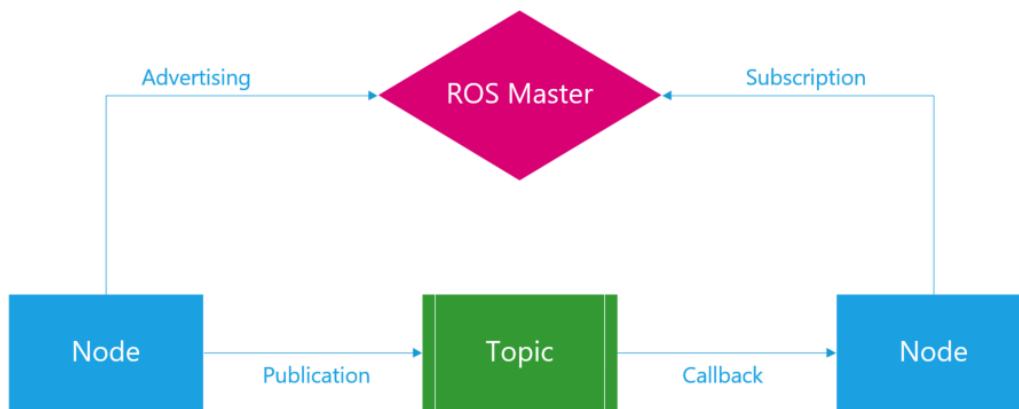 Advertising
ROS Master
Subscription
Node
Publication
Topic
Callback
Node